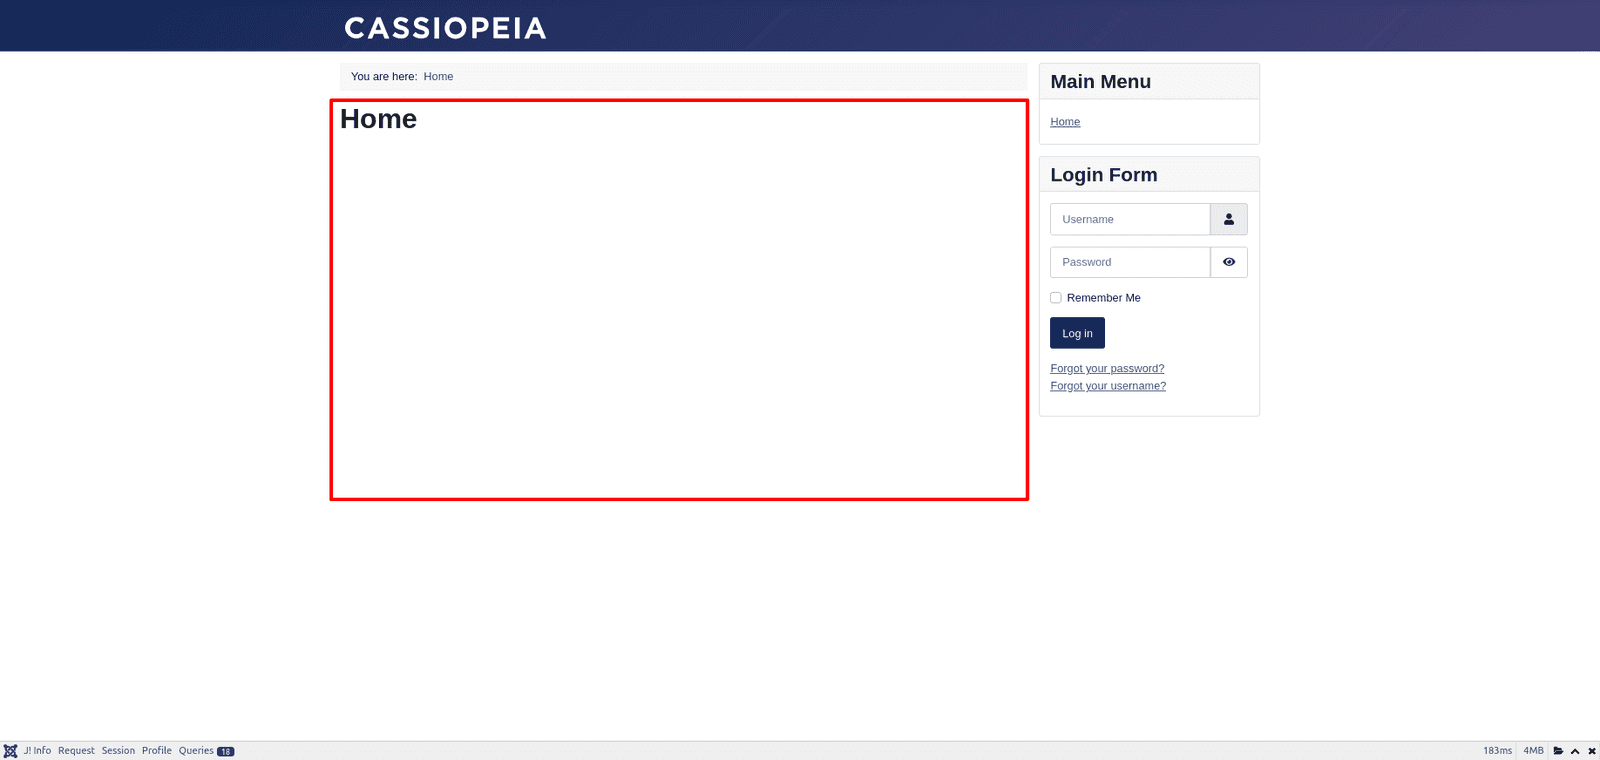 CASSIOPEIA
You are here: Home
Home
Main Menu
Home
Login Form
Username
Password
Remember Me
Log in
Forgot your password?
Forgot your username?
J! Info Request Session Profile Queries 18
183ms 4MB